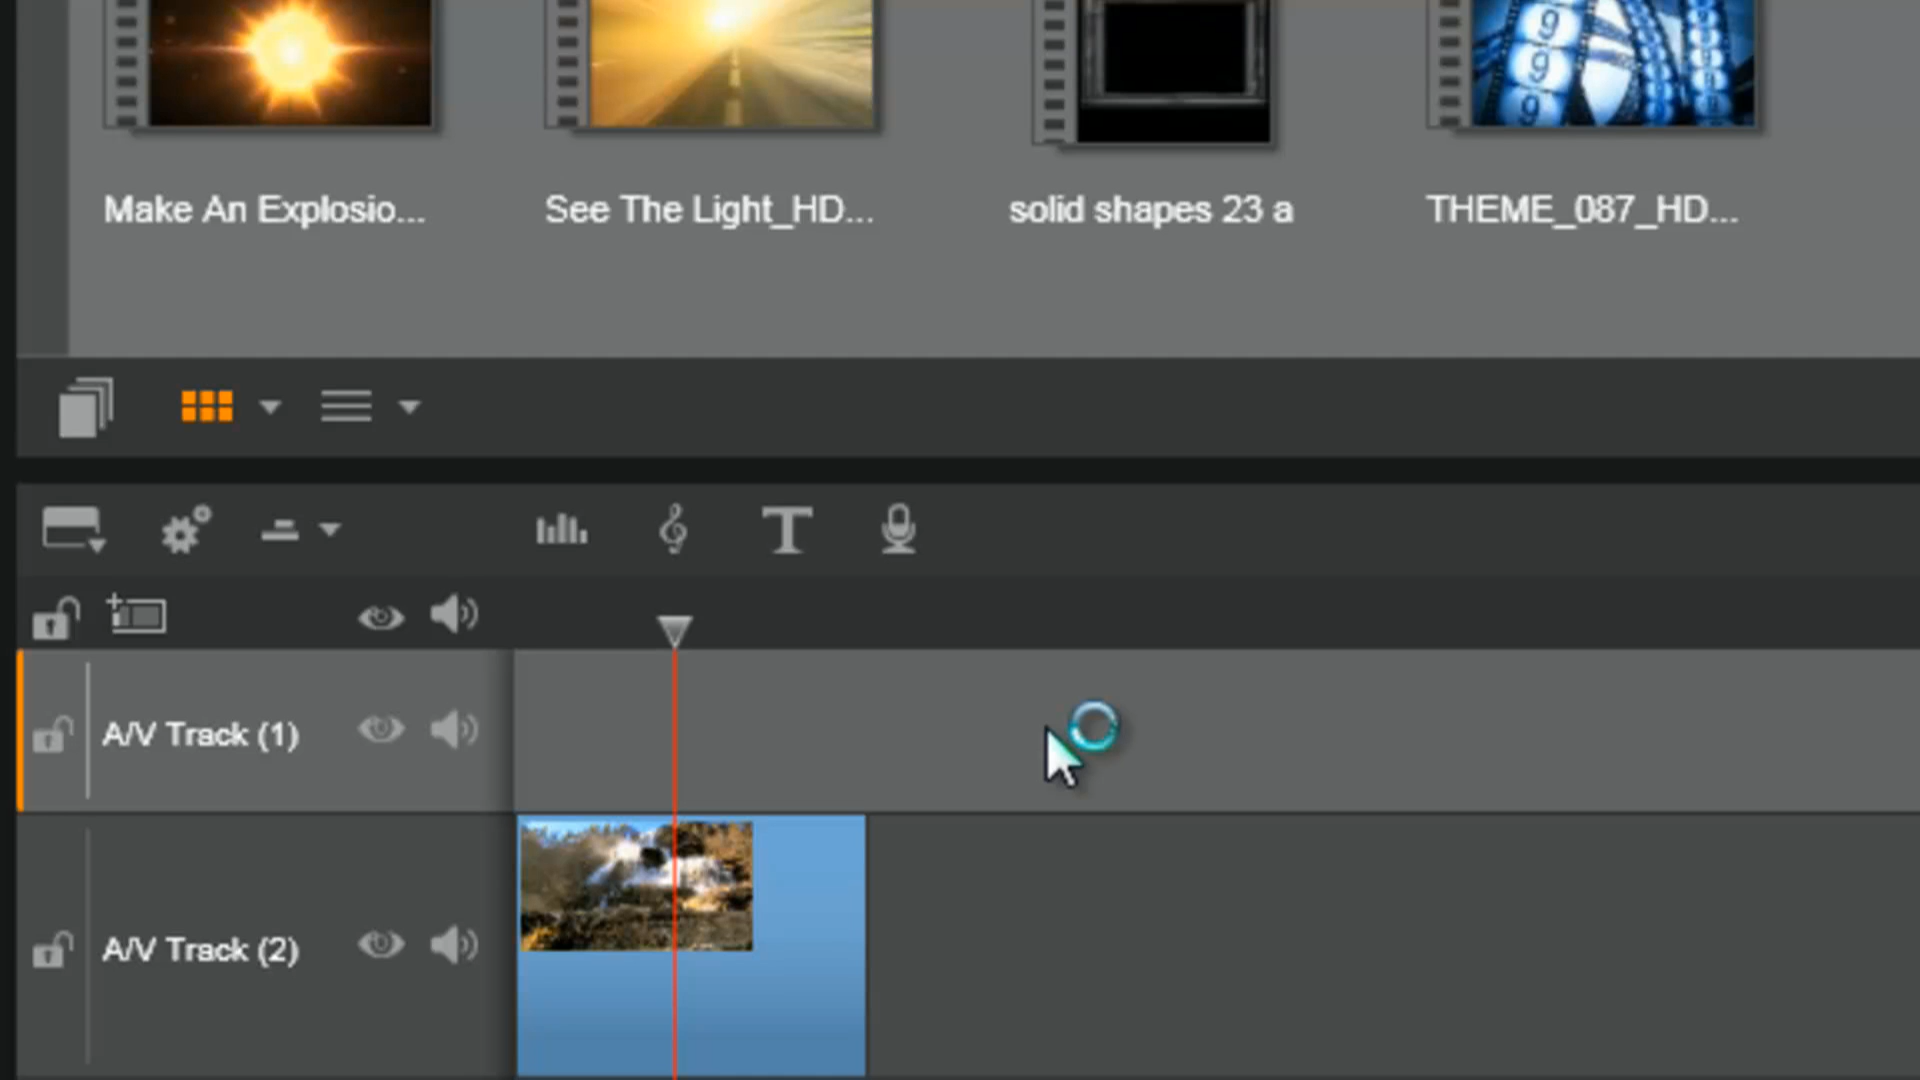 Make An Explosio...
See The Light_HD...
solid shapes 23 a
THEME_087_HD...
T
A/V Track (1)
A/V Track (2)